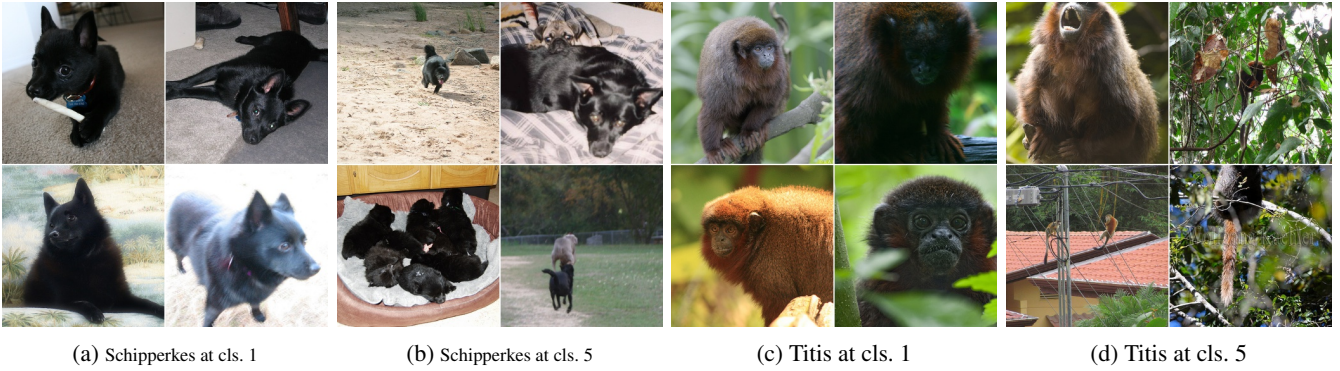 (a) Schipperkes at cls. 1
(b) Schipperkes at cls. 5
(c) Titis at cls. 1
(d) Titis at cls. 5